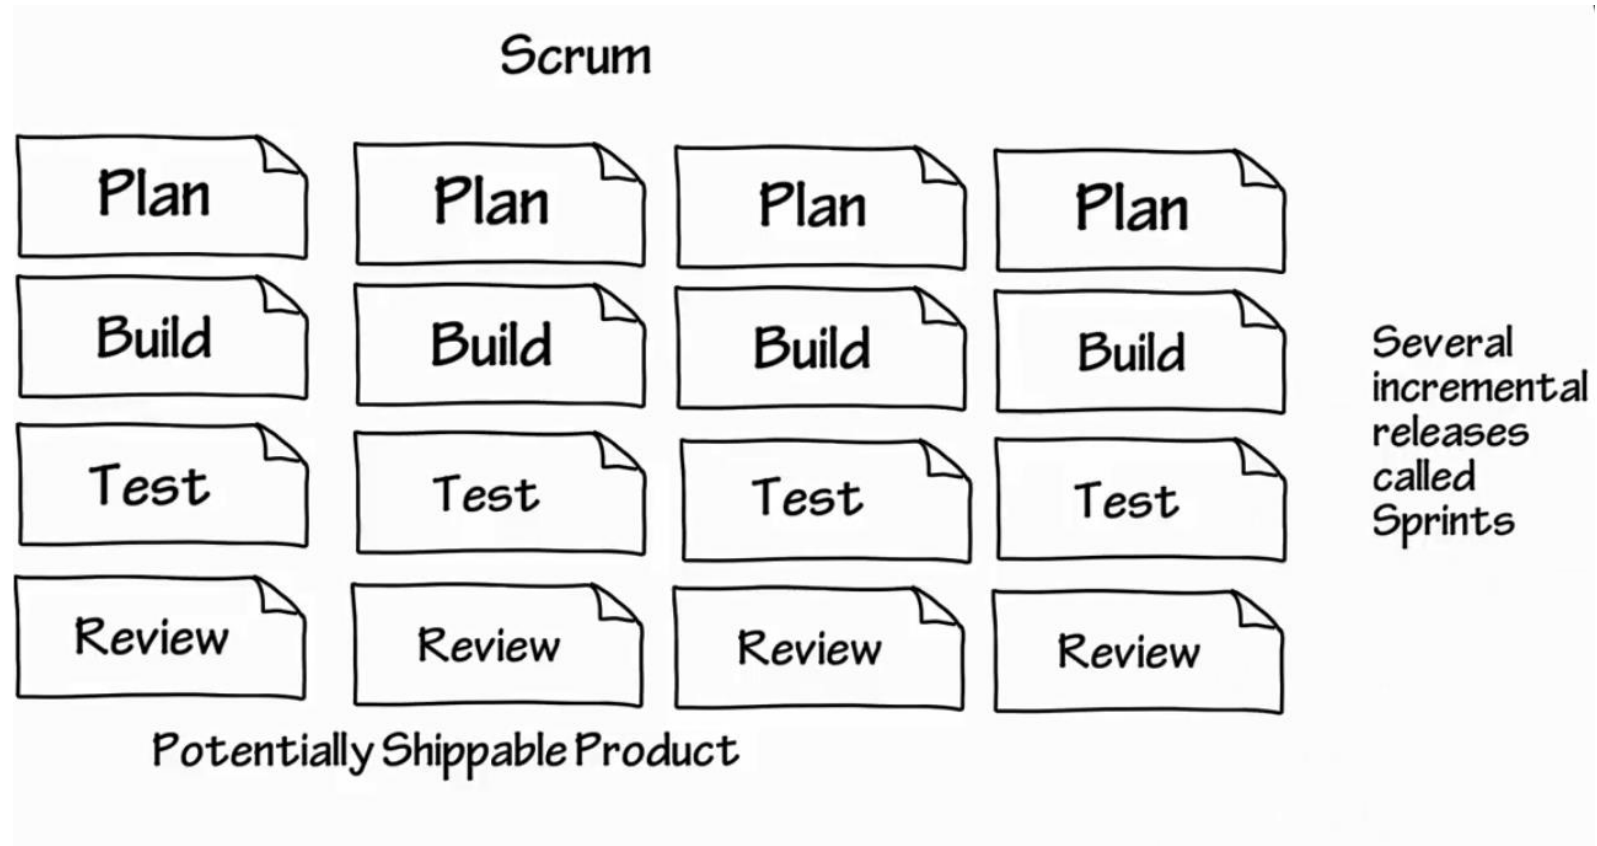 Scrum
Plan
Plan
Plan
Plan
Build
Build
Build
Build
Test
Test
Test
Test
Review
Review
Review
Review
Several
incremental
releases
called
Sprints
Potentially Shippable Product